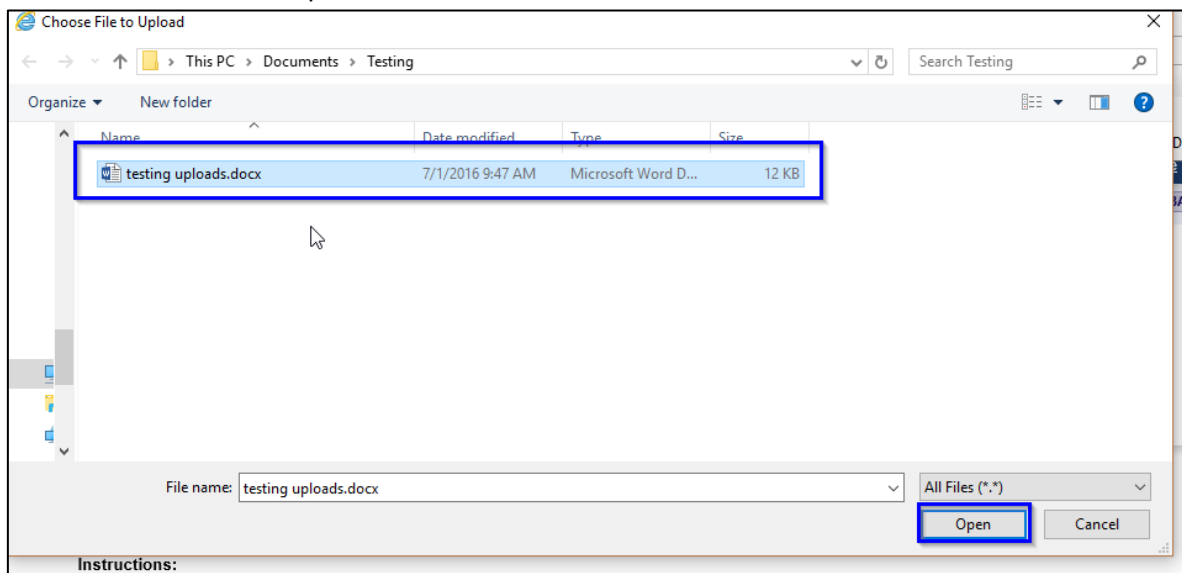 Choose File to Upload
This PC > Documents > Testing
Search Testing
Organize New folder
Name Date modified Type Size
testing uploads.docx 7/1/2016 9:47 AM Microsoft Word D... 12 KB
File name: testing uploads.docx All Files (*.*)
Open Cancel
Instructions: